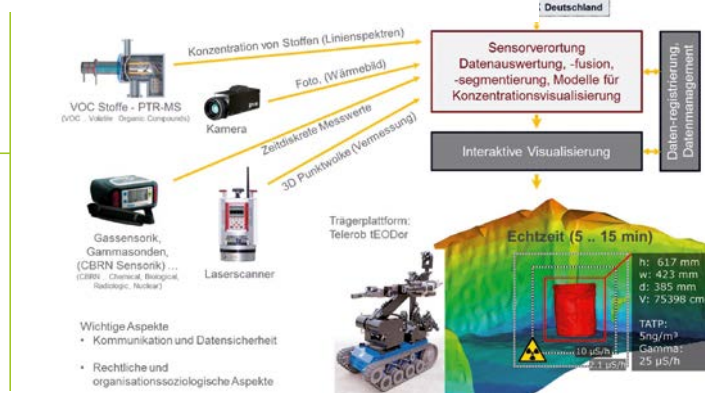 Deutschland
Konzentration von Stoffen (Linienspektren)
Sensorverortung
Datenauswertung, -fusion,
-segmentierung, Modelle für
Konzentrationsvisualisierung
Daten-registrierung,
Datenmanagement
Foto, (Wärmebild)
VOC Stoffe - PTR-MS
(VOC .. Volatile Organic Compounds)
Kamera
Zeitdiskrete Messwerte
3D Punktwolke (Vermessung)
Interaktive Visualisierung
Gassensorik,
Gammasonden,
(CBRN Sensorik) ...
(CBRN .. Chemical, Biological,
Radiologic, Nuclear)
Laserscanner
Trägerplattform:
Telerob tEODor
Echtzeit (5 .. 15 min)
h: 617 mm
w: 423 mm
d: 385 mm
V: 75398 cm
TATP:
5ng/m³
Gamma:
25 µS/h
10 µS/h
2.1 µS/h
Wichtige Aspekte
• Kommunikation und Datensicherheit
• Rechtliche und
organisationssoziologische Aspekte